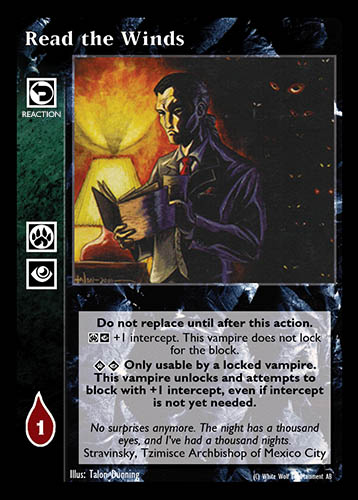 Read the Winds
REACTION
Do not replace until after this action.
+1 intercept. This vampire does not lock
for the block.
Only usable by a locked vampire.
This vampire unlocks and attempts to
block with +1 intercept, even if intercept
is not yet needed.
No surprises anymore. The night has a thousand
eyes, and I've had a thousand nights.
Stravinsky, Tzimisce Archbishop of Mexico City
1
Illus: Talon Dunning
(C) White Wolf Entertainment AB